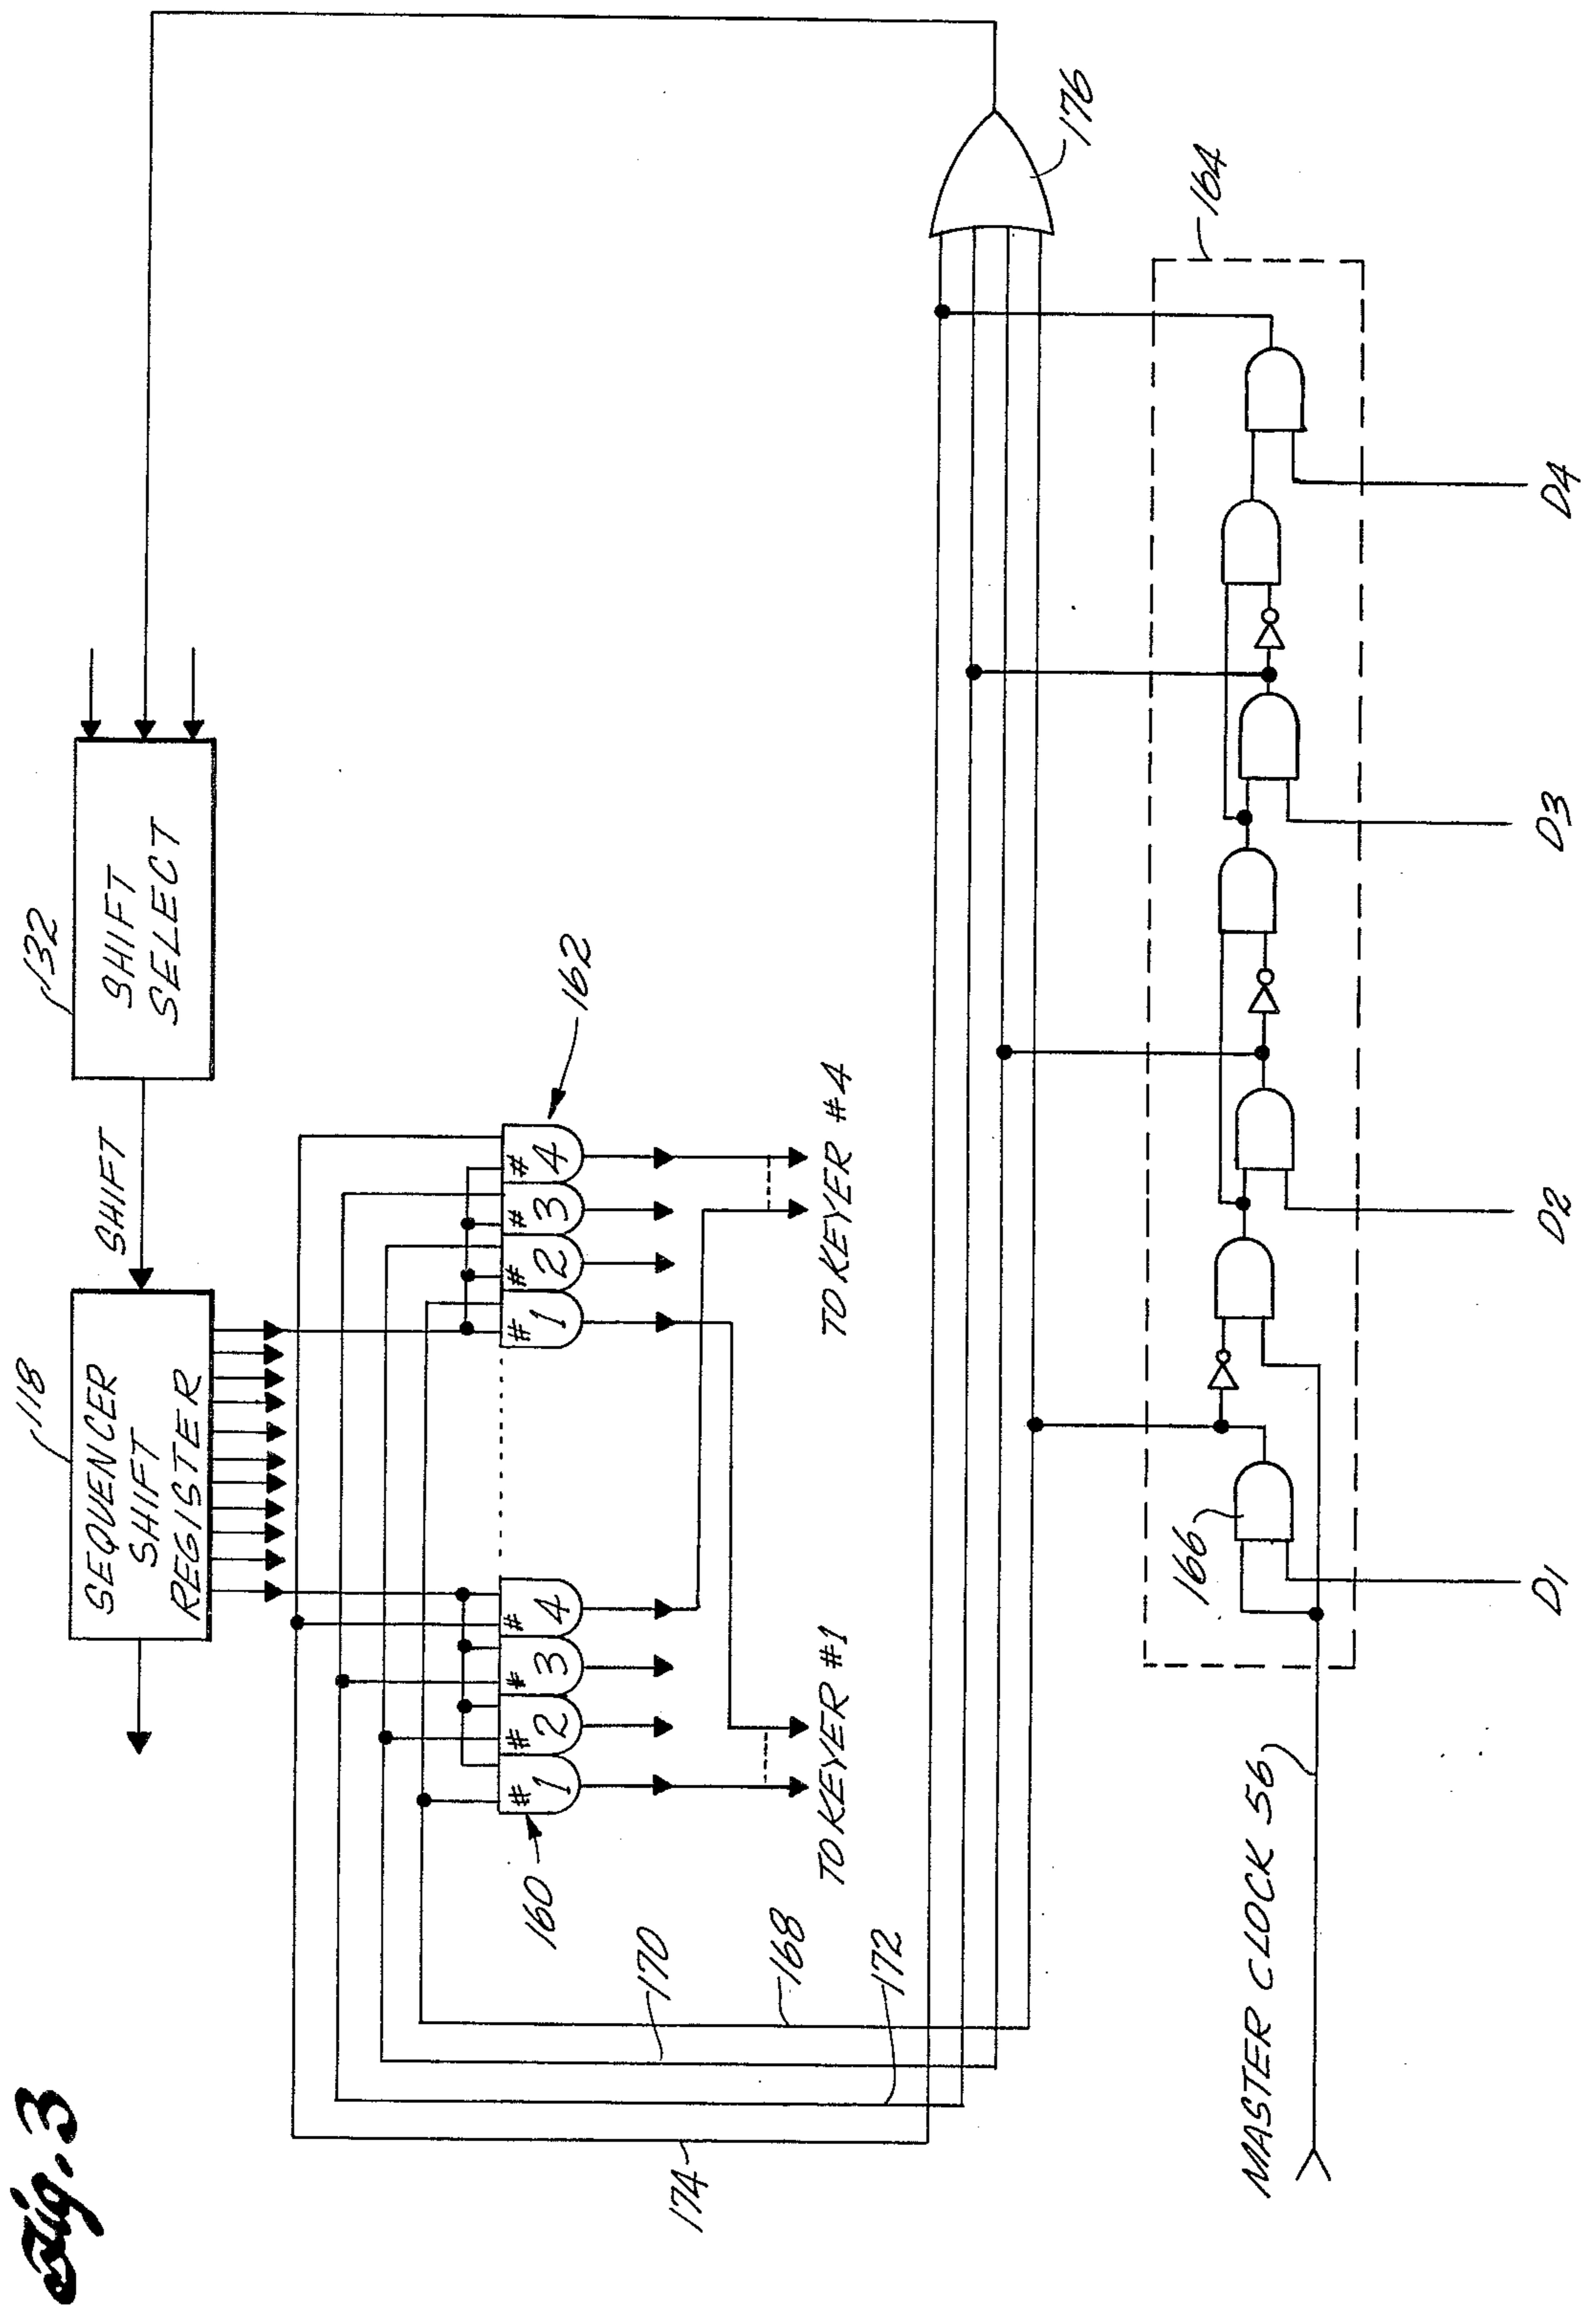 Fig. 3
118
SEQUENCER
SHIFT
REGISTER
SHIFT
132
SHIFT
SELECT
160
#1
#2
#3
#4
#1
#2
#3
#4
162
TO KEYER #1
TO KEYER #4
174
170
168
172
176
164
166
MASTER CLOCK 56
D1
D2
D3
D4